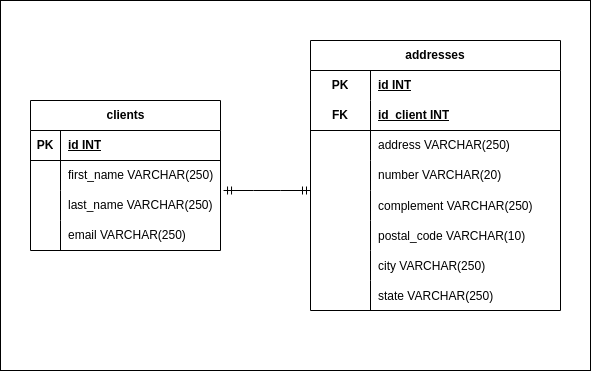 clients
PK id INT
first_name VARCHAR(250)
last_name VARCHAR(250)
email VARCHAR(250)
addresses
PK id INT
FK id_client INT
address VARCHAR(250)
number VARCHAR(20)
complement VARCHAR(250)
postal_code VARCHAR(10)
city VARCHAR(250)
state VARCHAR(250)